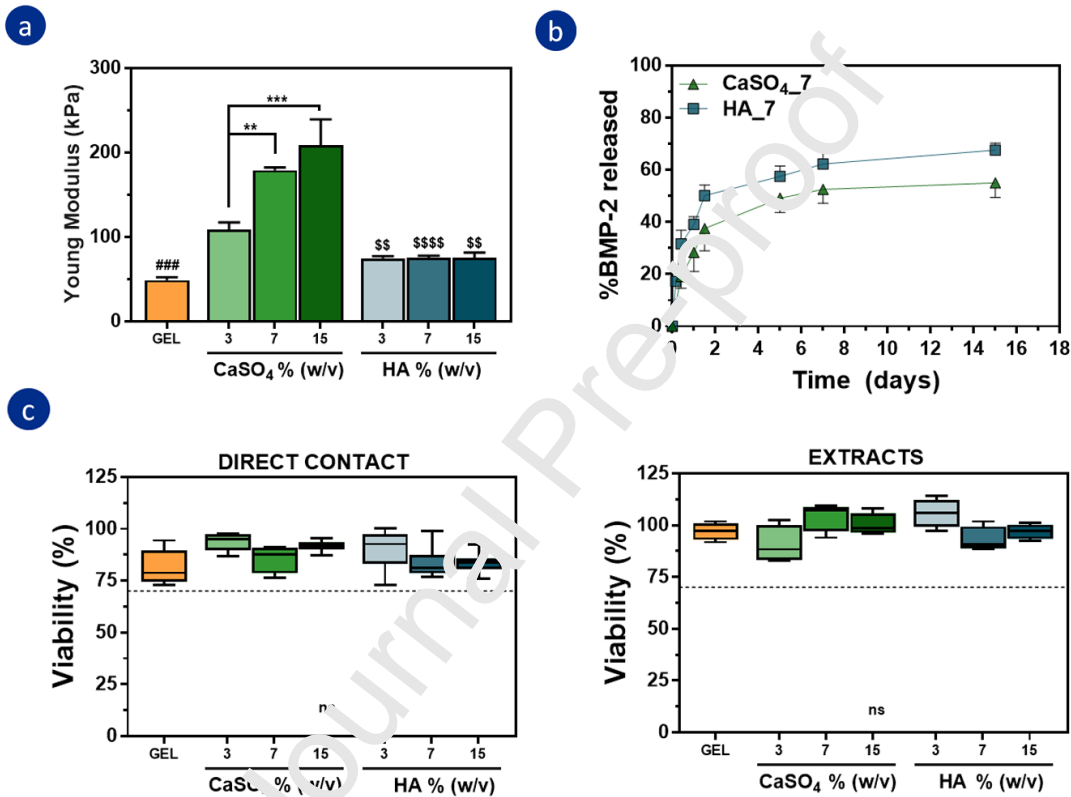 a
300
200
100
0
Young Modulus (kPa)
***
**
###
$$ $$$$ $$
GEL 3 7 15 3 7 15
CaSO4 % (w/v) HA % (w/v)
b
100
80
60
40
20
0
%BMP-2 released
CaSO4_7
HA_7
2 4 6 8 10 12 14 16 18
Time (days)
c
DIRECT CONTACT
125
100
75
50
25
0
Viability (%)
GEL 3 7 15 3 7 15
% (w/v) HA % (w/v)
EXTRACTS
125
100
75
50
25
0
Viability (%)
ns
GEL 3 7 15 3 7 15
CaSO4 % (w/v) HA % (w/v)
Journal Pre-proof